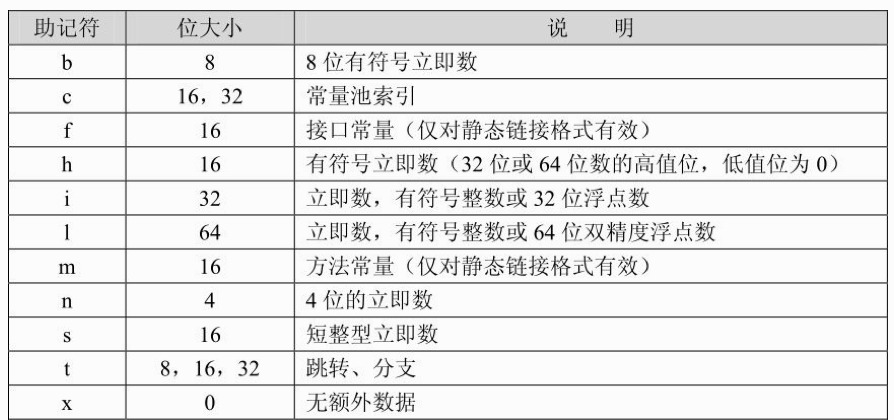 助记符 位大小 说 明
b 8 8 位有符号立即数
c 16，32 常量池索引
f 16 接口常量（仅对静态链接格式有效）
h 16 有符号立即数（32 位或 64 位数的高值位，低值位为 0）
i 32 立即数，有符号整数或 32 位浮点数
l 64 立即数，有符号整数或 64 位双精度浮点数
m 16 方法常量（仅对静态链接格式有效）
n 4 4 位的立即数
s 16 短整型立即数
t 8，16，32 跳转、分支
x 0 无额外数据